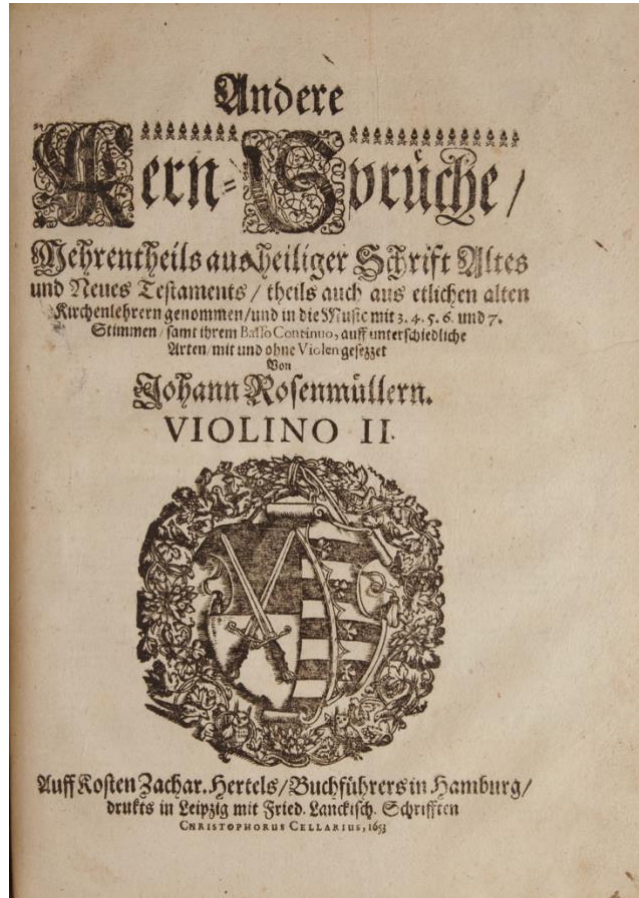 Andere
Kern-Sprüche/
Mehrentheils aus heiliger Schrift Altes
und Neues Testaments / theils auch aus etlichen alten
Kirchenlehrern genommen/und in die Music mit 3. 4. 5. 6. und 7.
Stimmen/ samt ihrem Basso Continuo, auff unterschiedliche
Arten/ mit und ohne Violen gesezzet
Von
Johann Rosenmüllern.
VIOLINO II.
Auff Kosten Zachar. Hertels/Buchführers in Hamburg/
drukts in Leipzig mit Fried. Lanckisch. Schrifften
CHRISTOPHORUS CELLARIUS, 1653